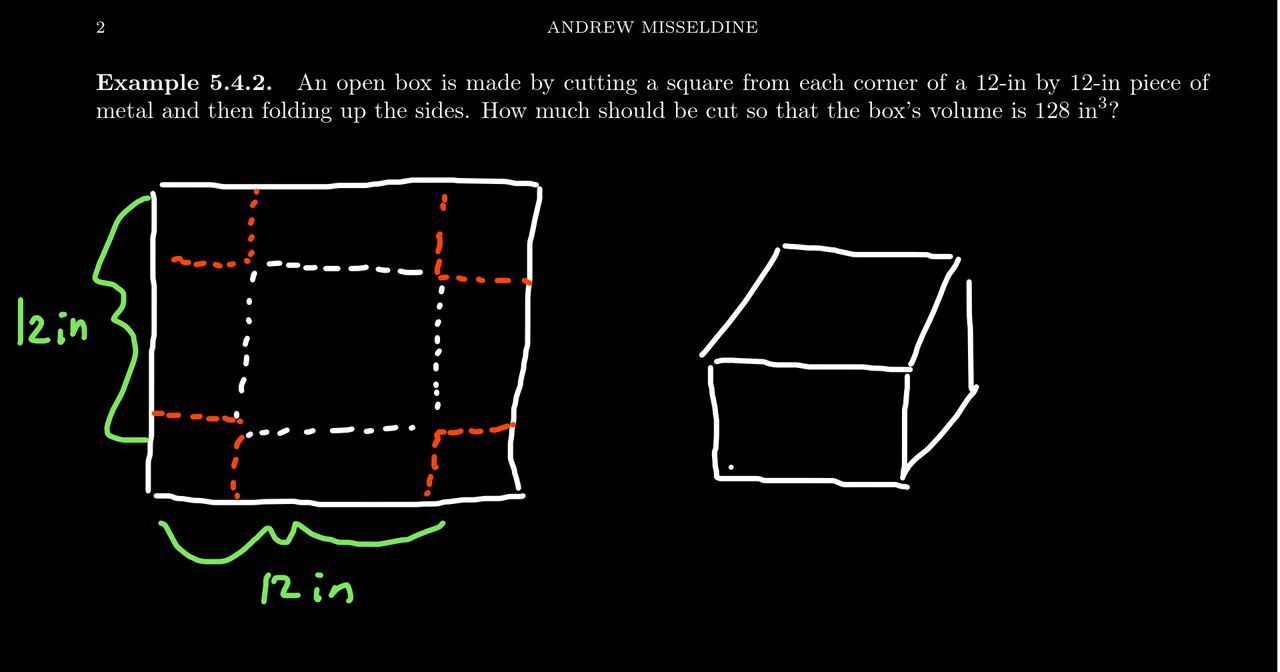 2 ANDREW MISSELDINE
Example 5.4.2. An open box is made by cutting a square from each corner of a 12-in by 12-in piece of
metal and then folding up the sides. How much should be cut so that the box's volume is 128 in³?
12 in
12 in